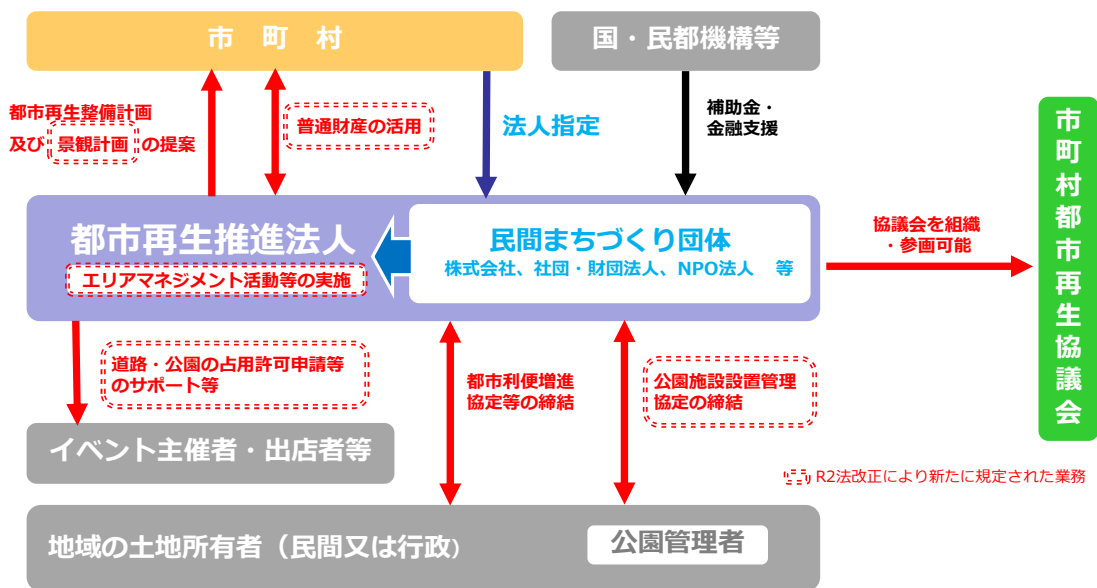 市　町　村
国・民都機構等
都市再生整備計画
及び 景観計画 の提案
普通財産の活用
法人指定
補助金・
金融支援
都市再生推進法人
エリアマネジメント活動等の実施
民間まちづくり団体
株式会社、社団・財団法人、NPO法人　等
協議会を組織
・参画可能
市町村都市再生協議会
道路・公園の占用許可申請等
のサポート等
都市利便増進
協定等の締結
公園施設設置管理
協定の締結
イベント主催者・出店者等
R2法改正により新たに規定された業務
地域の土地所有者（民間又は行政)
公園管理者